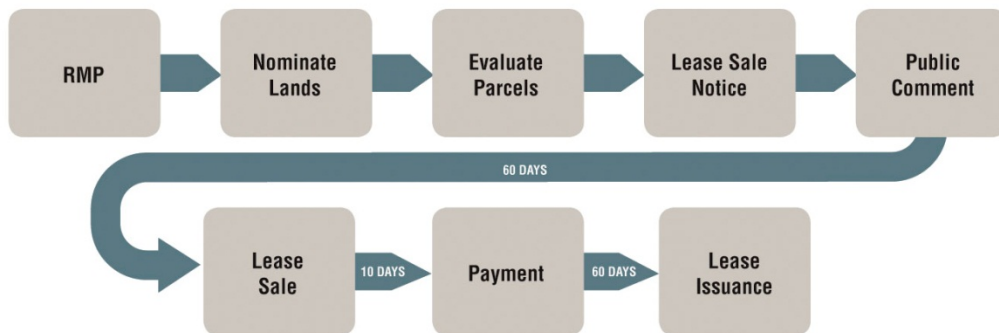 RMP
Nominate
Lands
Evaluate
Parcels
Lease Sale
Notice
Public
Comment
60 DAYS
Lease
Sale
10 DAYS
Payment
60 DAYS
Lease
Issuance